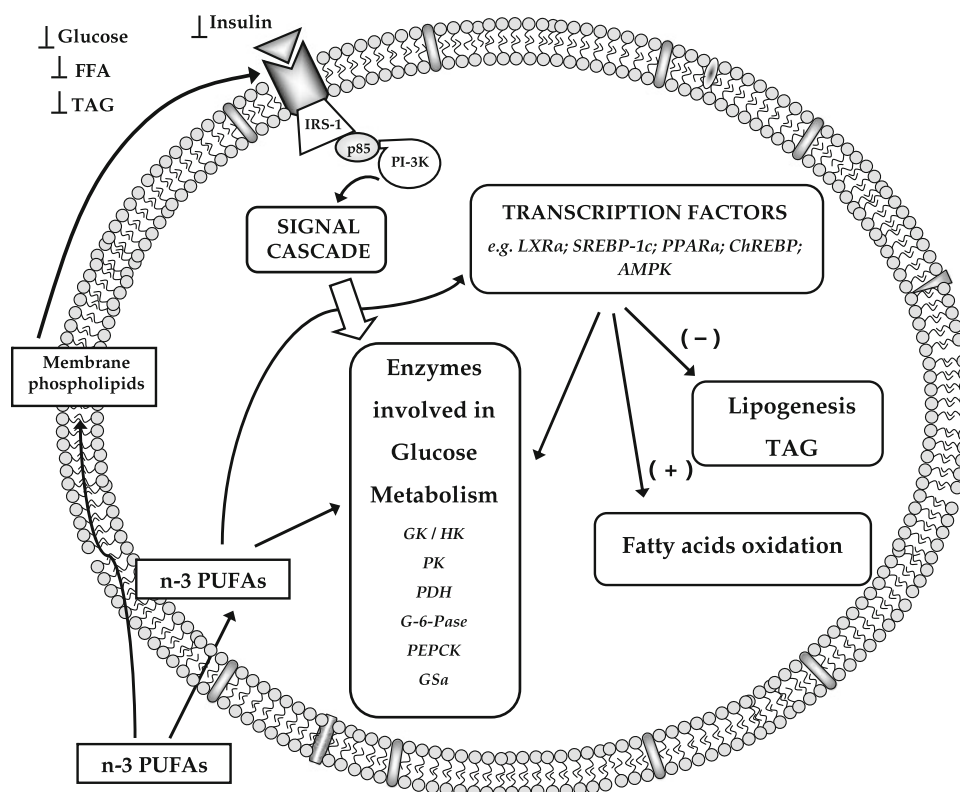 ⊥ Glucose
⊥ FFA
⊥ TAG
⊥ Insulin
IRS-1
p85
PI-3K
SIGNAL
CASCADE
TRANSCRIPTION FACTORS
e.g. LXRa; SREBP-1c; PPARa; ChREBP;
AMPK
Membrane
phospholipids
Enzymes
involved in
Glucose
Metabolism
GK / HK
PK
PDH
G-6-Pase
PEPCK
GSa
( − )
Lipogenesis
TAG
( + )
Fatty acids oxidation
n-3 PUFAs
n-3 PUFAs